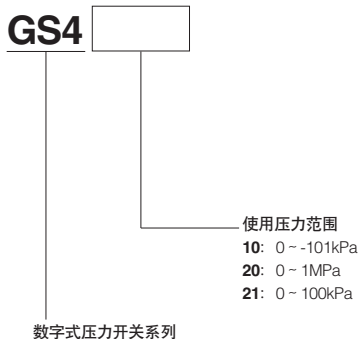 GS4
使用压力范围
10: 0 ~ -101kPa
20: 0 ~ 1MPa
21: 0 ~ 100kPa
数字式压力开关系列